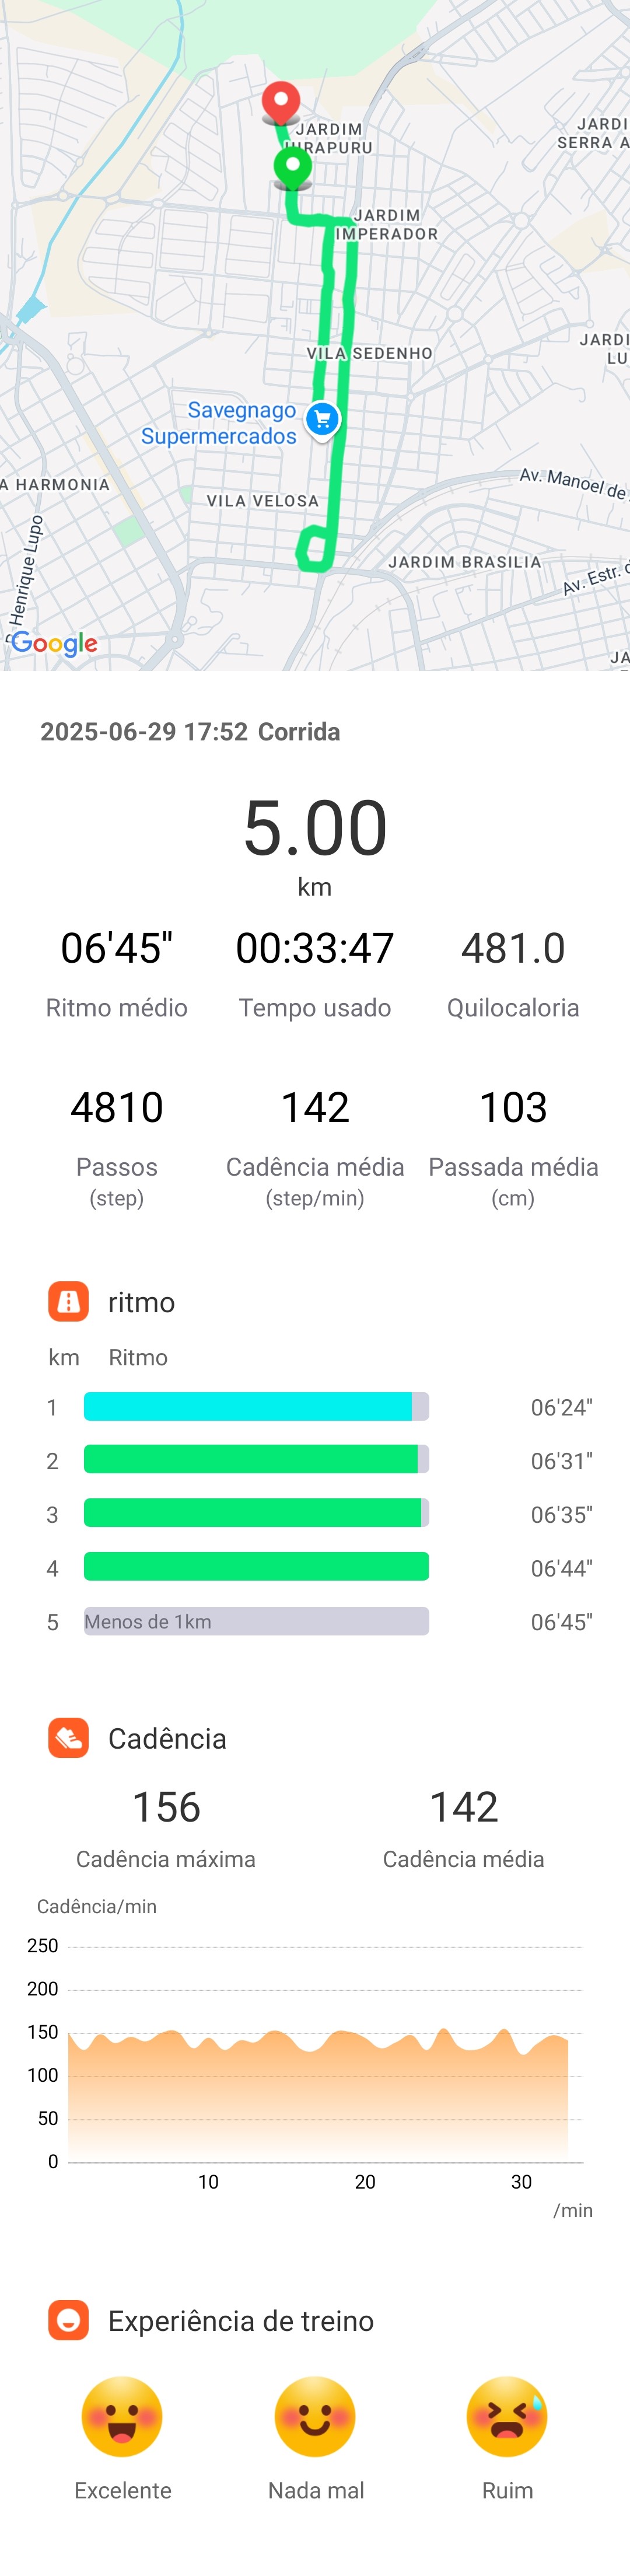 JARDIM
UIRAPURU
JARDI
SERRA A
JARDIM
IMPERADOR
VILA SEDENHO
JARDI
LU
Savegnago
Supermercados
A HARMONIA
VILA VELOSA
Av. Manoel de
Henrique Lupo
JARDIM BRASILIA
Av. Estr. d
Google
JA
2025-06-29 17:52 Corrida
5.00
km
06'45" 00:33:47 481.0
Ritmo médio Tempo usado Quilocaloria
4810 142 103
Passos Cadência média Passada média
(step) (step/min) (cm)
ritmo
km Ritmo
1 06'24"
2 06'31"
3 06'35"
4 06'44"
5 Menos de 1km 06'45"
Cadência
156 142
Cadência máxima Cadência média
Cadência/min
250
200
150
100
50
0
10 20 30
/min
Experiência de treino
Excelente Nada mal Ruim